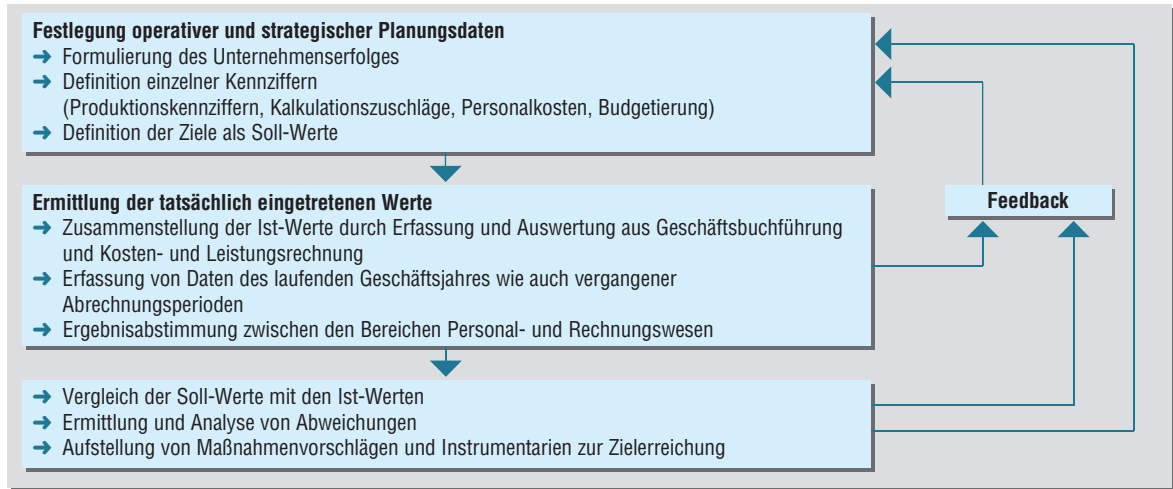 Festlegung operativer und strategischer Planungsdaten
➜ Formulierung des Unternehmenserfolges
➜ Definition einzelner Kennziffern
(Produktionskennziffern, Kalkulationszuschläge, Personalkosten, Budgetierung)
➜ Definition der Ziele als Soll-Werte
Ermittlung der tatsächlich eingetretenen Werte
➜ Zusammenstellung der Ist-Werte durch Erfassung und Auswertung aus Geschäftsbuchführung
und Kosten- und Leistungsrechnung
➜ Erfassung von Daten des laufenden Geschäftsjahres wie auch vergangener
Abrechnungsperioden
➜ Ergebnisabstimmung zwischen den Bereichen Personal- und Rechnungswesen
Feedback
➜ Vergleich der Soll-Werte mit den Ist-Werten
➜ Ermittlung und Analyse von Abweichungen
➜ Aufstellung von Maßnahmenvorschlägen und Instrumentarien zur Zielerreichung